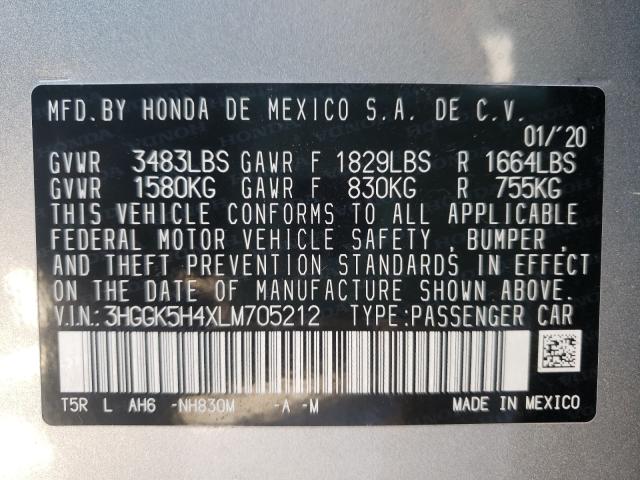 MFD.BY HONDA DE MEXICO S.A. DE C.V.
01/'20
GVWR 3483LBS GAWR F 1829LBS R 1664LBS
GVWR 1580KG GAWR F 830KG R 755KG
THIS VEHICLE CONFORMS TO ALL APPLICABLE
FEDERAL MOTOR VEHICLE SAFETY , BUMPER ,
AND THEFT PREVENTION STANDARDS IN EFFECT
ON THE DATE OF MANUFACTURE SHOWN ABOVE.
V.I.N.:3HGGK5H4XLM705212 TYPE:PASSENGER CAR
T5R L AH6 -NH830M -A -M MADE IN MEXICO